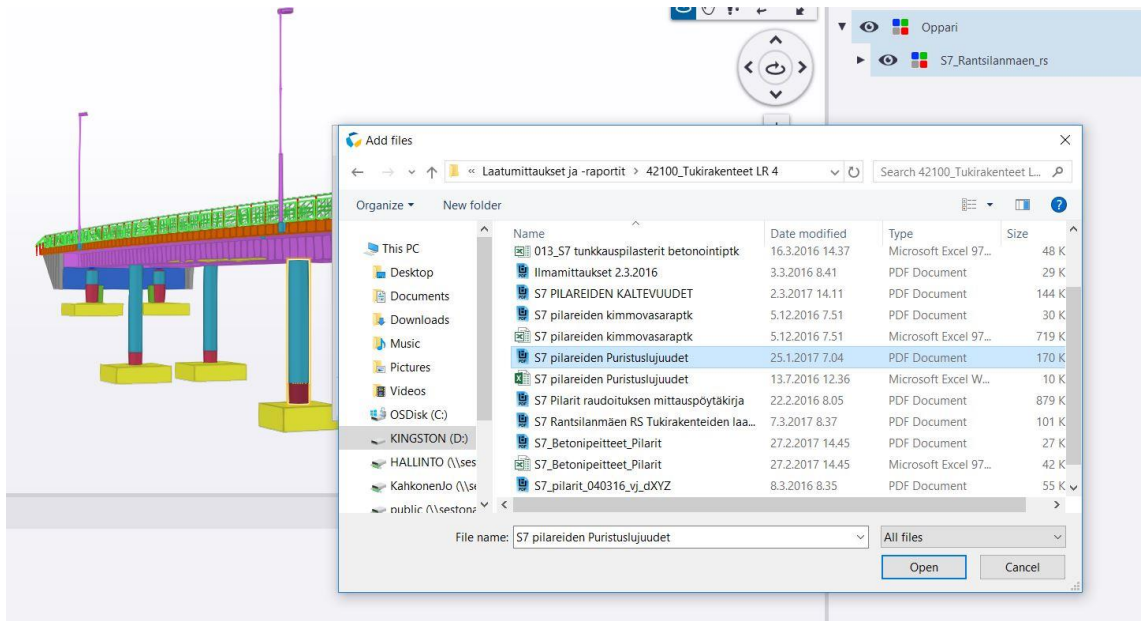 Oppari
S7_Rantsilanmaen_rs
Add files
« Laatumittaukset ja -raportit > 42100_Tukirakenteet LR 4
Search 42100_Tukirakenteet L...
Organize
New folder
Name Date modified Type Size
This PC
Desktop
Documents
Downloads
Music
Pictures
Videos
OSDisk (C:)
KINGSTON (D:)
HALLINTO (\\ses
KahkonenJo (\\se
public (\\sestona
013_S7 tunkkauspilasterit betonointiptk 16.3.2016 14.37 Microsoft Excel 97... 48 K
Ilmamittaukset 2.3.2016 3.3.2016 8.41 PDF Document 29 K
S7 PILAREIDEN KALTEVUUDET 2.3.2017 14.11 PDF Document 144 K
S7 pilareiden kimmovasaraptk 5.12.2016 7.51 PDF Document 30 K
S7 pilareiden kimmovasaraptk 5.12.2016 7.51 Microsoft Excel 97... 719 K
S7 pilareiden Puristuslujuudet 25.1.2017 7.04 PDF Document 170 K
S7 pilareiden Puristuslujuudet 13.7.2016 12.36 Microsoft Excel W... 10 K
S7 Pilarit raudoituksen mittauspöytäkirja 22.2.2016 8.05 PDF Document 879 K
S7 Rantsilanmäen RS Tukirakenteiden laa... 7.3.2017 8.37 PDF Document 101 K
S7_Betonipeitteet_Pilarit 27.2.2017 14.45 PDF Document 27 K
S7_Betonipeitteet_Pilarit 27.2.2017 14.45 Microsoft Excel 97... 42 K
S7_pilarit_040316_vj_dXYZ 8.3.2016 8.35 PDF Document 55 K
File name: S7 pilareiden Puristuslujuudet
All files
Open Cancel